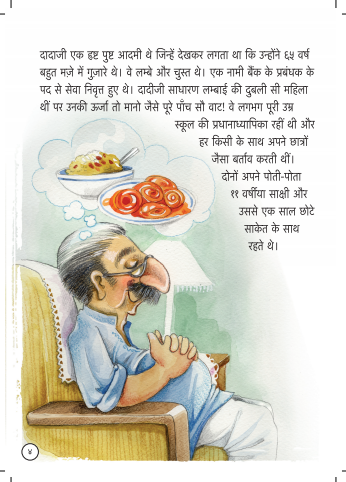 दादाजी एक हृष्ट पुष्ट आदमी थे जिन्हें देखकर लगता था कि उन्होंने ६५ वर्ष
बहुत मज़े में गुज़ारे थे। वे लम्बे और चुस्त थे। एक नामी बैंक के प्रबंधक के
पद से सेवा निवृत्त हुए थे। दादीजी साधारण लम्बाई की दुबली सी महिला
थीं पर उनकी ऊर्जा तो मानो जैसे पूरे पाँच सौ वाट! वे लगभग पूरी उम्र
स्कूल की प्रधानाध्यापिका रहीं थी और
हर किसी के साथ अपने छात्रों
जैसा बर्ताव करती थीं।
दोनों अपने पोती-पोता
११ वर्षीया साक्षी और
उससे एक साल छोटे
साकेत के साथ
रहते थे।
४